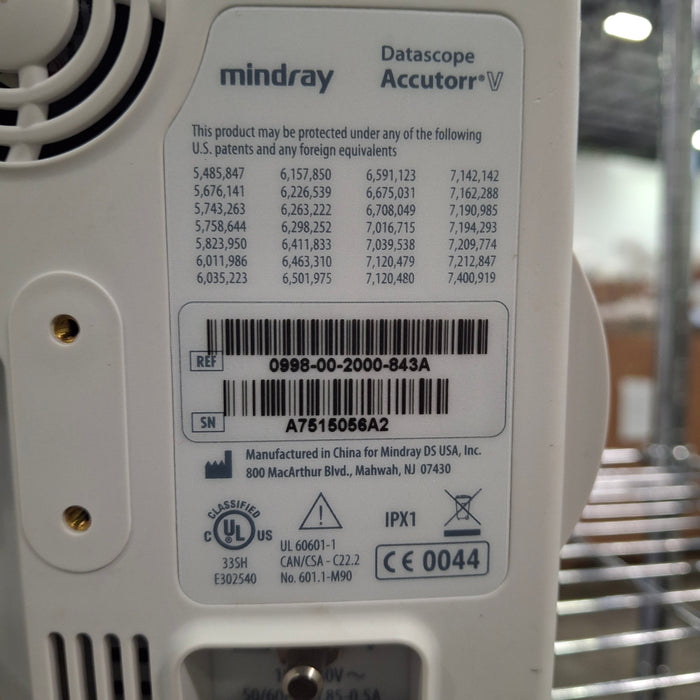 mindray
Datascope
Accutorr® V
This product may be protected under any of the following
U.S. patents and any foreign equivalents
5,485,847 6,157,850 6,591,123 7,142,142
5,676,141 6,226,539 6,675,031 7,162,288
5,743,263 6,263,222 6,708,049 7,190,985
5,758,644 6,298,252 7,016,715 7,194,293
5,823,950 6,411,833 7,039,538 7,209,774
6,011,986 6,463,310 7,120,479 7,212,847
6,035,223 6,501,975 7,120,480 7,400,919
REF
0998-00-2000-843A
SN
A7515056A2
Manufactured in China for Mindray DS USA, Inc.
800 MacArthur Blvd., Mahwah, NJ 07430
CLASSIFIED
C UL US
33SH
E302540
UL 60601-1
CAN/CSA - C22.2
No. 601.1-M90
IPX1
CE 0044